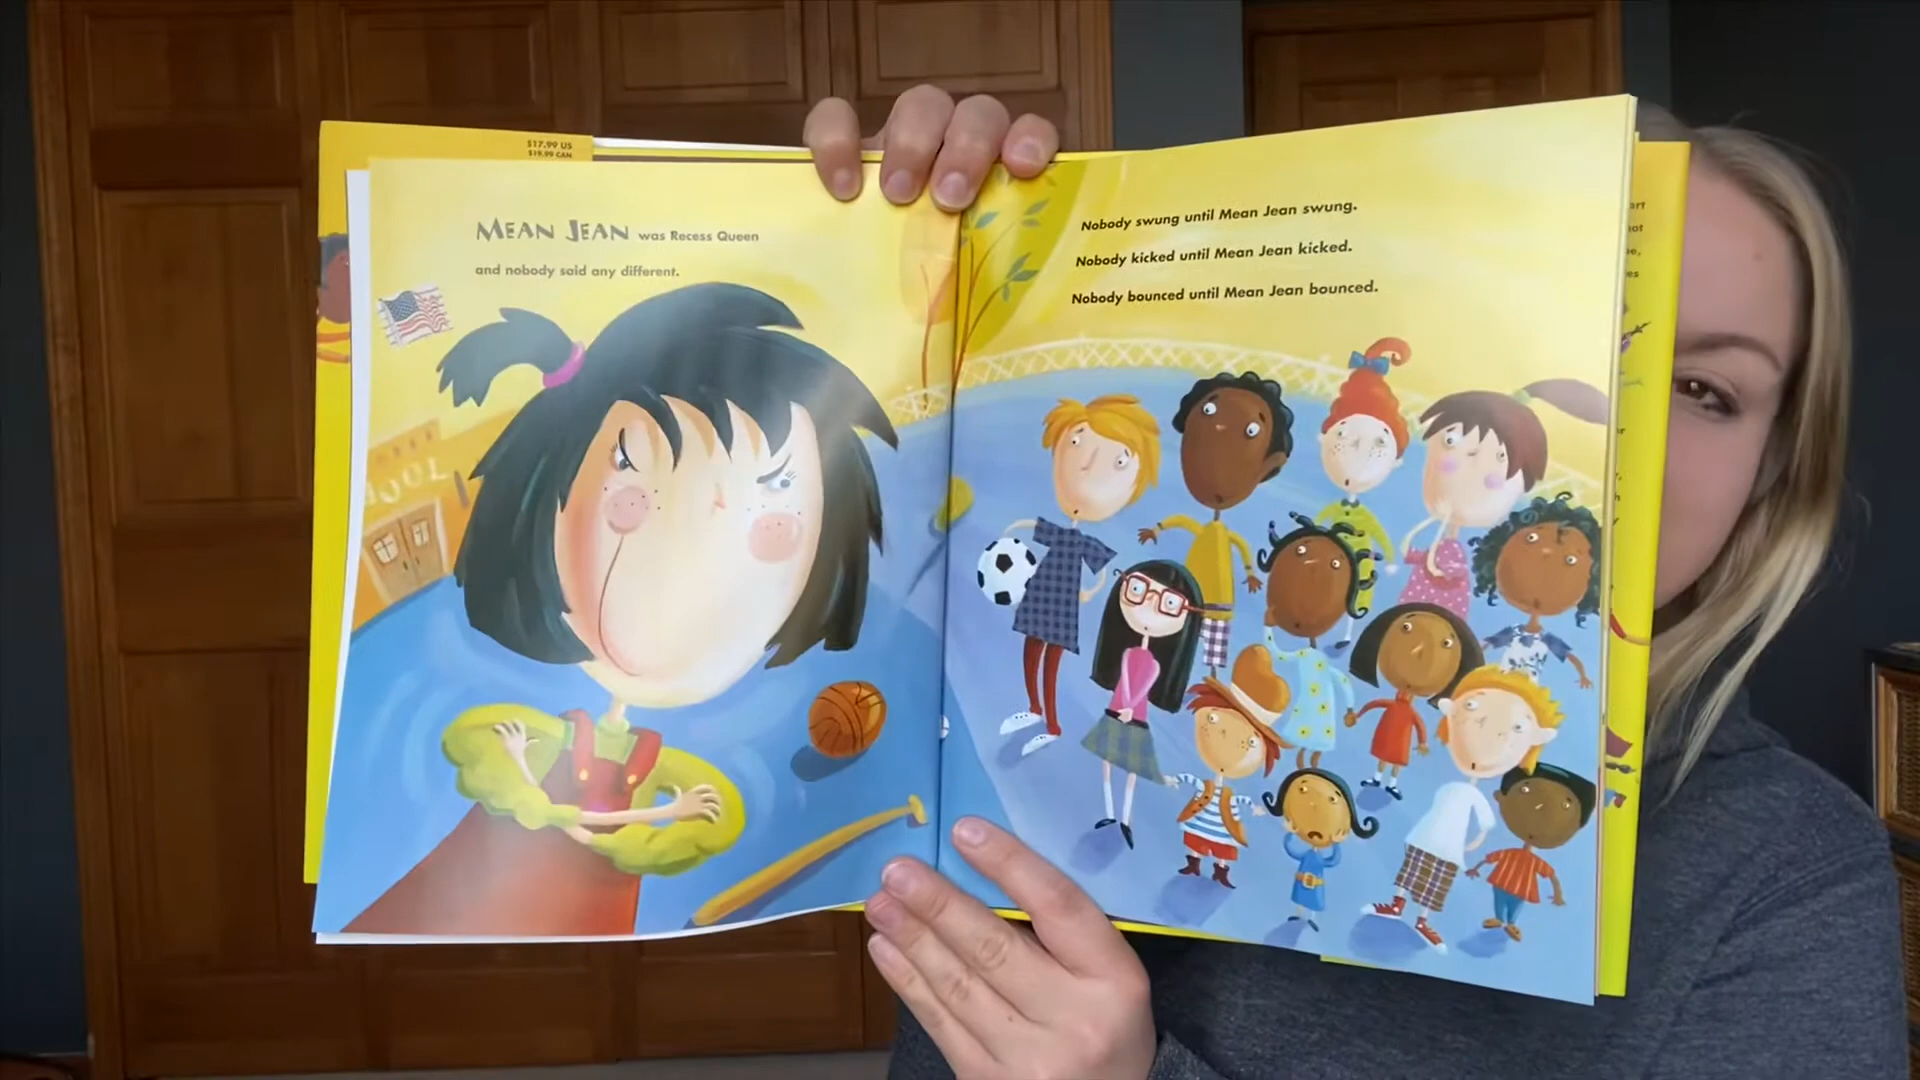 $17.99 US
$19.99 CAN
MEAN JEAN was Recess Queen
and nobody said any different.
OOL
Nobody swung until Mean Jean swung.
Nobody kicked until Mean Jean kicked.
Nobody bounced until Mean Jean bounced.